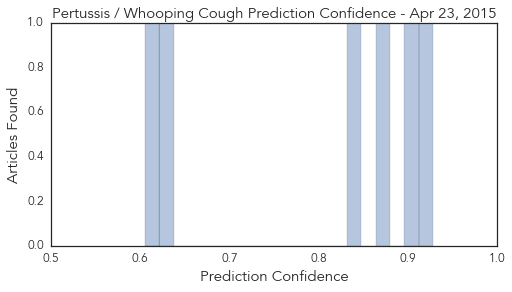 Pertussis / Whooping Cough Prediction Confidence - Apr 23, 2015
1.0
0.8
0.6
0.4
0.2
0.0
Articles Found
0.5 0.6 0.7 0.8 0.9 1.0
Prediction Confidence